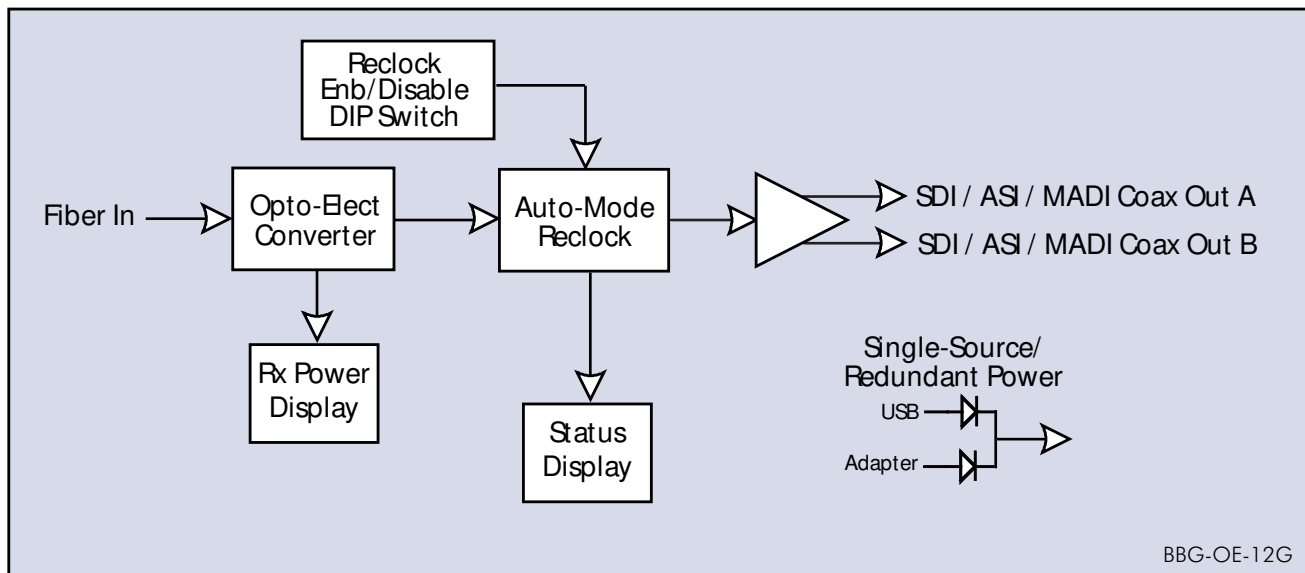 Reclock
Enb/Disable
DIP Switch
Fiber In
Opto-Elect
Converter
Auto-Mode
Reclock
SDI / ASI / MADI Coax Out A
SDI / ASI / MADI Coax Out B
Rx Power
Display
Status
Display
Single-Source/
Redundant Power
USB
Adapter
BBG-OE-12G